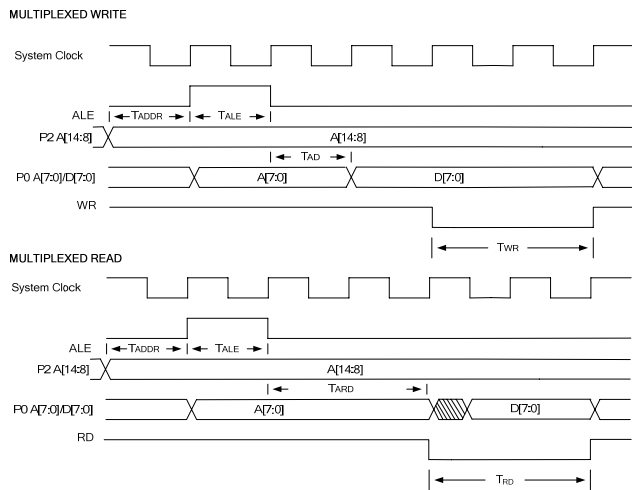 MULTIPLEXED WRITE
System Clock
ALE
TADDR
TALE
P2 A[14:8]
A[14:8]
TAD
P0 A[7:0]/D[7:0]
A[7:0]
D[7:0]
WR
TWR
MULTIPLEXED READ
System Clock
ALE
TADDR
TALE
P2 A[14:8]
A[14:8]
TARD
P0 A[7:0]/D[7:0]
A[7:0]
D[7:0]
RD
TRD